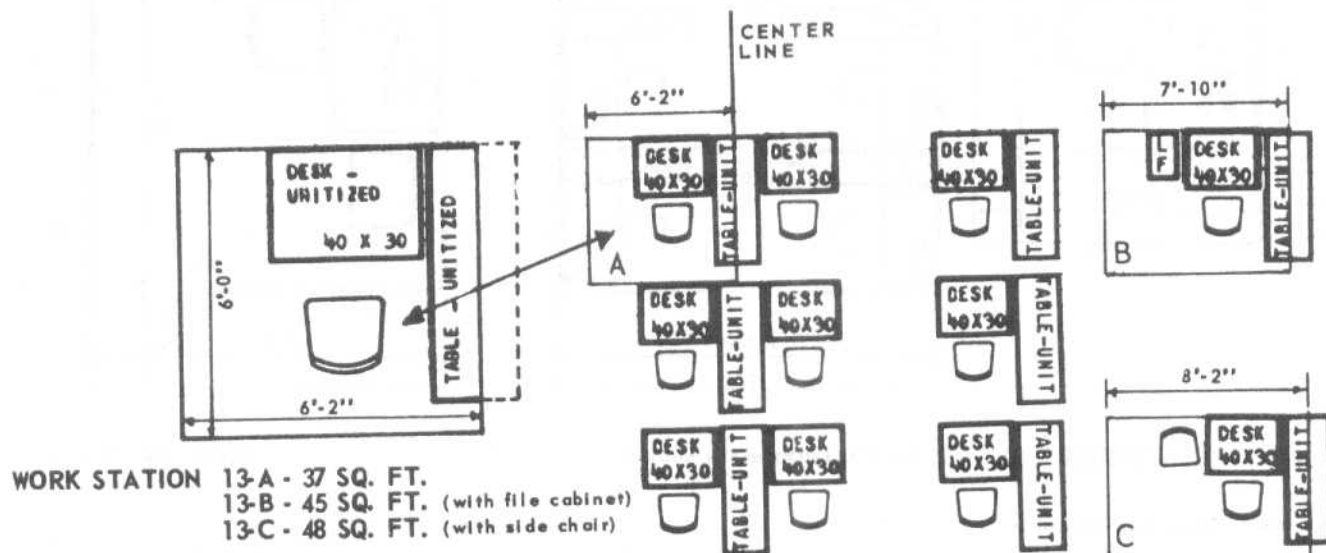 CENTER
LINE
6'-2''
7'-10''
DESK -
UNITIZED
40 X 30
TABLE - UNITIZED
6'-0''
6'-2''
DESK
40X30
TABLE-UNIT
DESK
40X30
A
DESK
40X30
TABLE-UNIT
L
F
DESK
40X30
TABLE-UNIT
B
DESK
40X30
TABLE-UNIT
DESK
40X30
DESK
40X30
TABLE-UNIT
8'-2''
DESK
40X30
TABLE-UNIT
DESK
40X30
DESK
40X30
TABLE-UNIT
DESK
40X30
TABLE-UNIT
C
WORK STATION 13-A - 37 SQ. FT.
13-B - 45 SQ. FT. (with file cabinet)
13-C - 48 SQ. FT. (with side chair)